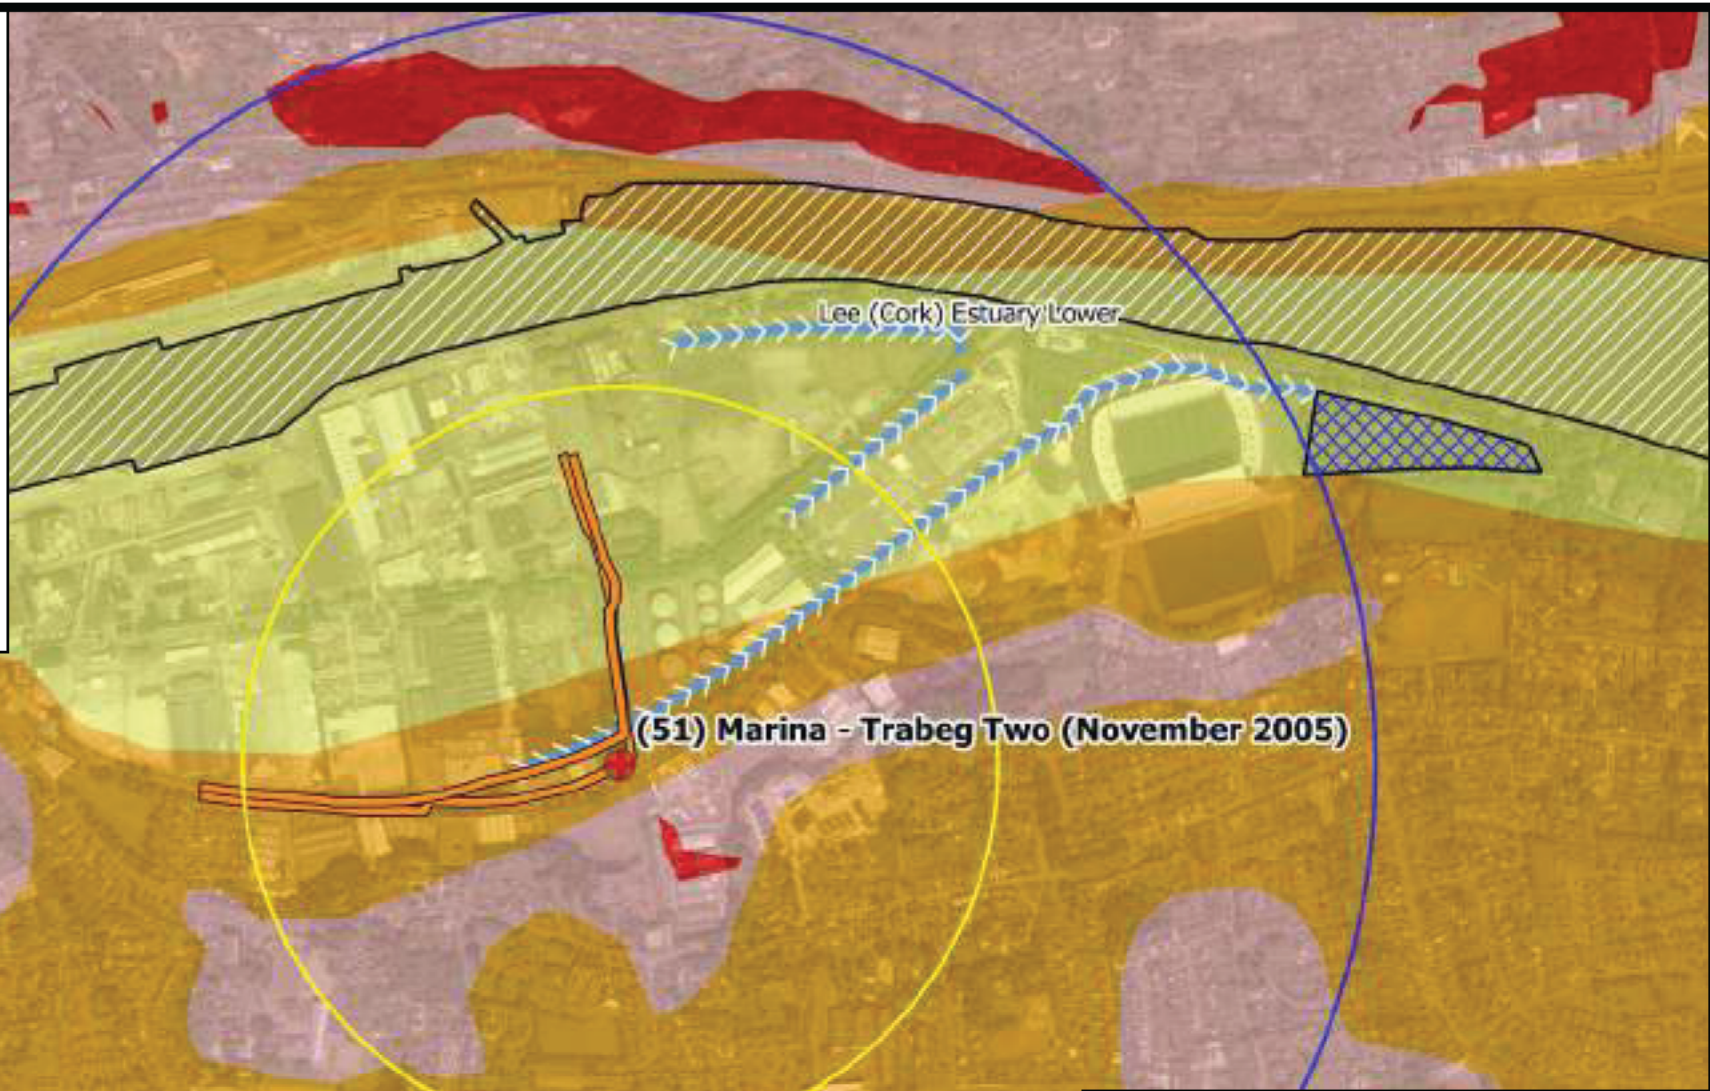 Lee (Cork) Estuary Lower
(51) Marina - Trabeg Two (November 2005)